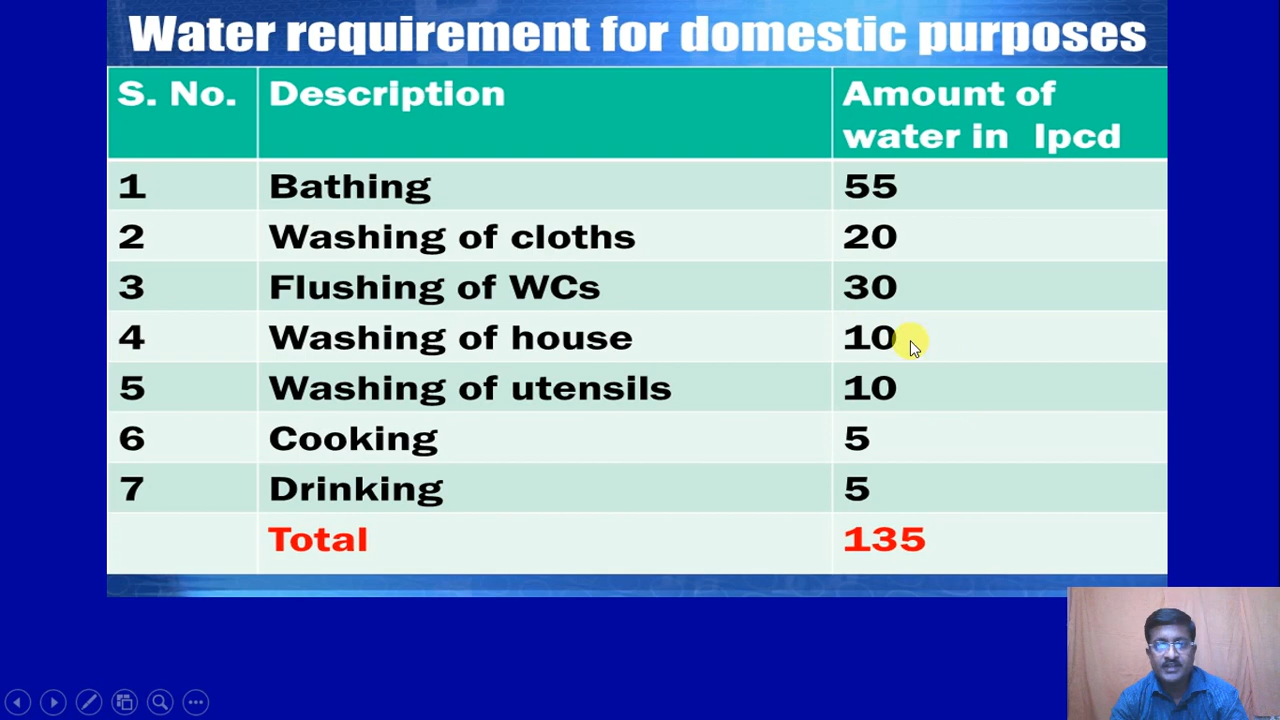 Water requirement for domestic purposes
S. No. Description Amount of
water in lpcd
1 Bathing 55
2 Washing of cloths 20
3 Flushing of WCs 30
4 Washing of house 10
5 Washing of utensils 10
6 Cooking 5
7 Drinking 5
Total 135